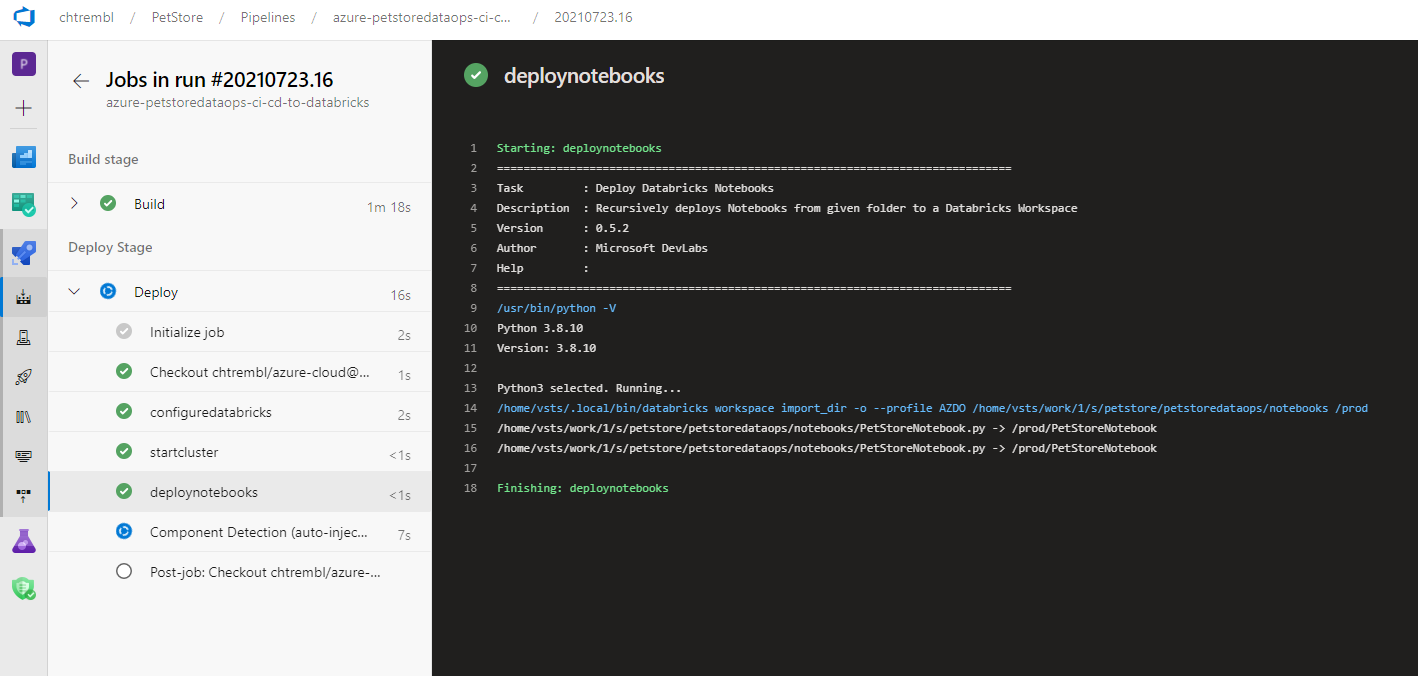 chtrembl / PetStore / Pipelines / azure-petstoredataops-ci-c... / 20210723.16
P
Jobs in run #20210723.16
azure-petstoredataops-ci-cd-to-databricks
Build stage
Build 1m 18s
Deploy Stage
Deploy 16s
Initialize job 2s
Checkout chtrembl/azure-cloud@... 1s
configuredatabricks 2s
startcluster <1s
deploynotebooks <1s
Component Detection (auto-injec... 7s
Post-job: Checkout chtrembl/azure-...
deploynotebooks
1 Starting: deploynotebooks
2 ==============================================================================
3 Task : Deploy Databricks Notebooks
4 Description : Recursively deploys Notebooks from given folder to a Databricks Workspace
5 Version : 0.5.2
6 Author : Microsoft DevLabs
7 Help :
8 ==============================================================================
9 /usr/bin/python -V
10 Python 3.8.10
11 Version: 3.8.10
12
13 Python3 selected. Running...
14 /home/vsts/.local/bin/databricks workspace import_dir -o --profile AZDO /home/vsts/work/1/s/petstore/petstoredataops/notebooks /prod
15 /home/vsts/work/1/s/petstore/petstoredataops/notebooks/PetStoreNotebook.py -> /prod/PetStoreNotebook
16 /home/vsts/work/1/s/petstore/petstoredataops/notebooks/PetStoreNotebook.py -> /prod/PetStoreNotebook
17
18 Finishing: deploynotebooks